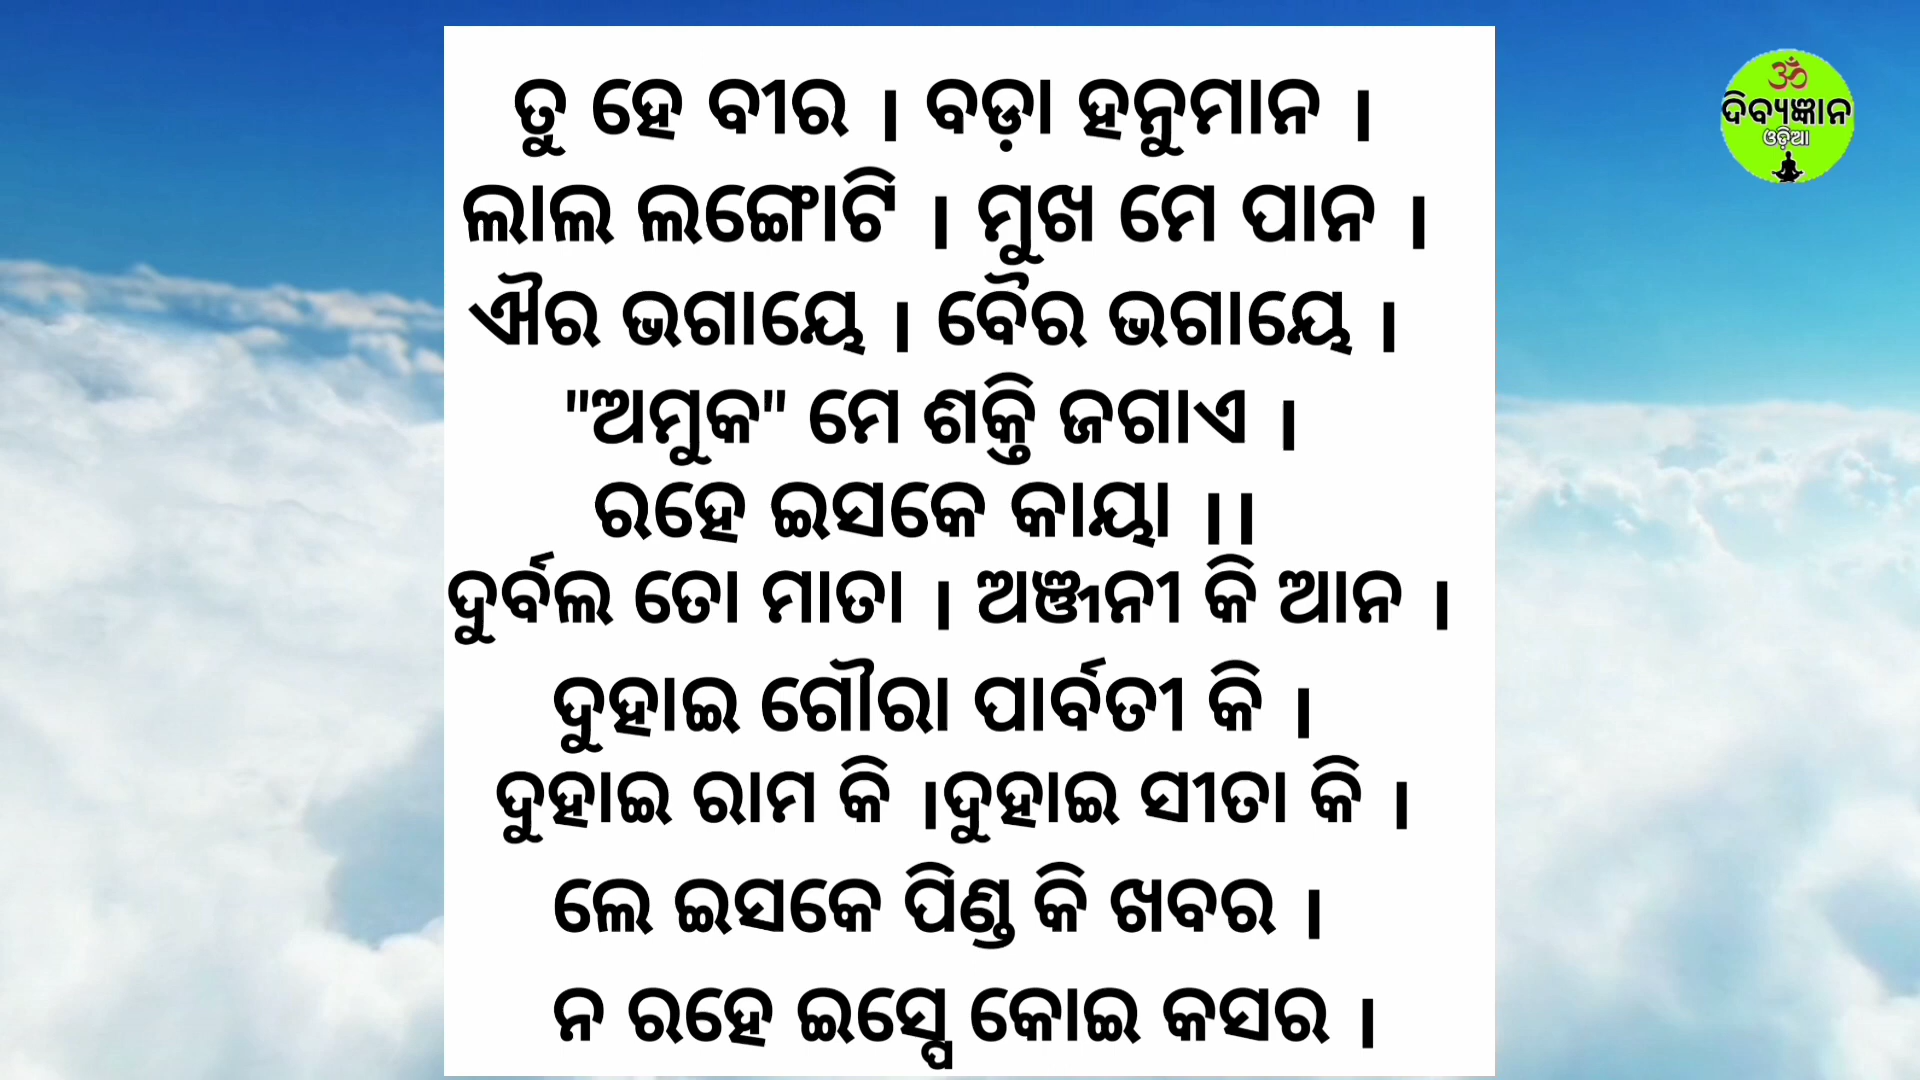 ତୁ ହେ ବୀର । ବଡ଼ା ହନୁମାନ ।
ଲାଲ ଲଙ୍ଗୋଟି । ମୁଖ ମେ ପାନ ।
ଐର ଭଗାୟେ । ବୈର ଭଗାୟେ ।
"ଅମୁକ" ମେ ଶକ୍ତି ଜଗାଏ ।
ରହେ ଇସକେ କାୟା ।।
ଦୁର୍ବଲ ତୋ ମାତା । ଅଞ୍ଜନୀ କି ଆନ ।
ଦୁହାଇ ଗୌରା ପାର୍ବତୀ କି ।
ଦୁହାଇ ରାମ କି ।ଦୁହାଇ ସୀତା କି ।
ଲେ ଇସକେ ପିଣ୍ଡ କି ଖବର ।
ନ ରହେ ଇସ୍ପେ କୋଇ କସର ।
ॐ
ଦିବ୍ୟଜ୍ଞାନ
ଓଡ଼ିଆ